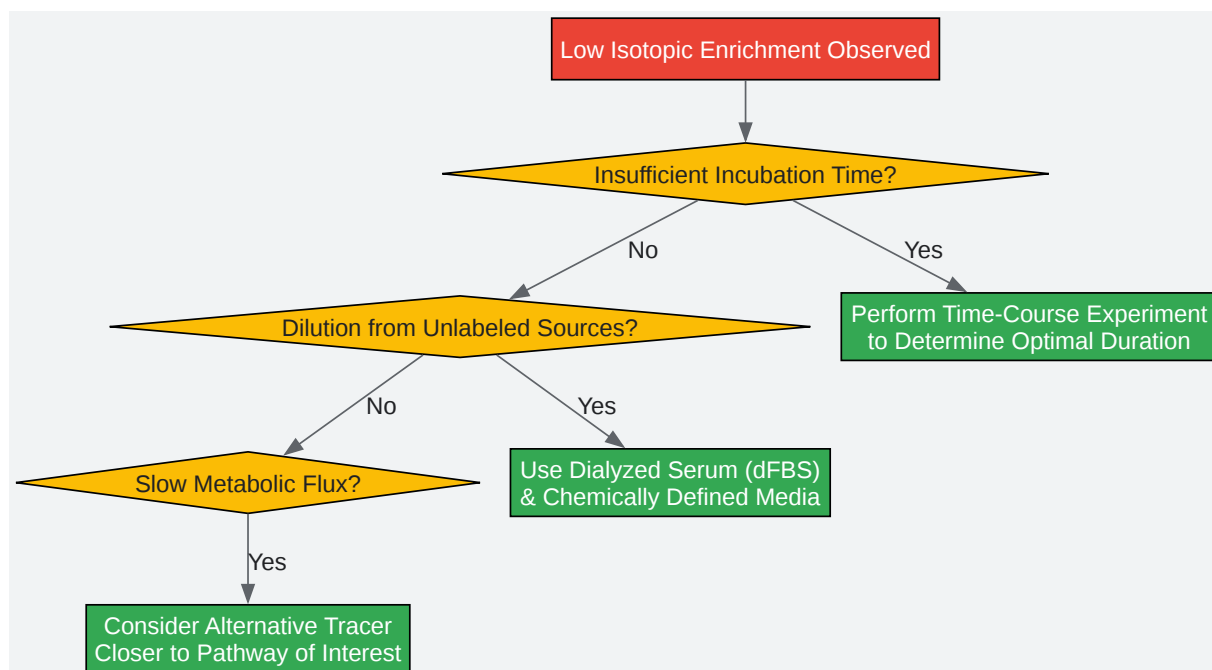 Low Isotopic Enrichment Observed
Insufficient Incubation Time?
No
Yes
Dilution from Unlabeled Sources?
Perform Time-Course Experiment
to Determine Optimal Duration
No
Yes
Slow Metabolic Flux?
Use Dialyzed Serum (dFBS)
& Chemically Defined Media
Yes
Consider Alternative Tracer
Closer to Pathway of Interest